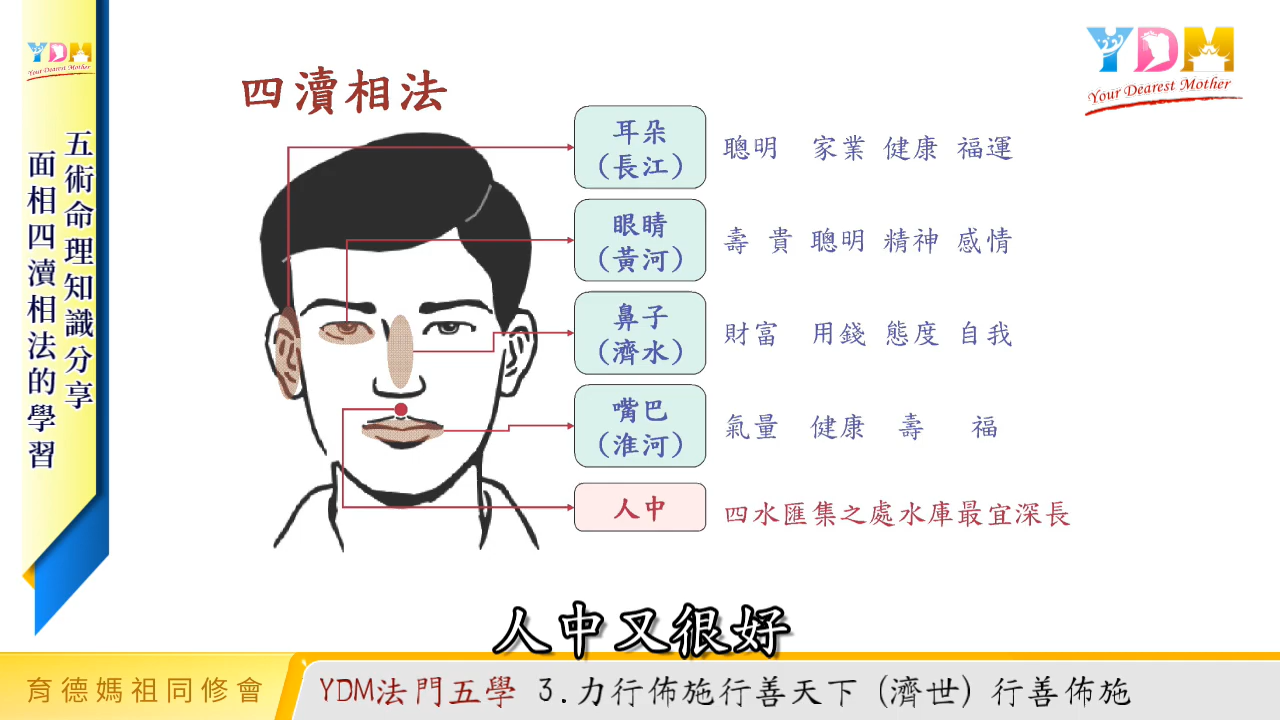 YDM
Your Dearest Mother
五術命理知識分享
面相四瀆相法的學習
四瀆相法
YDM
Your Dearest Mother
耳朵
（長江）
聰明 家業 健康 福運
眼睛
（黃河）
壽 貴 聰明 精神 感情
鼻子
（濟水）
財富 用錢 態度 自我
嘴巴
（淮河）
氣量 健康 壽 福
人中
四水匯集之處水庫最宜深長
人中又很好
育德媽祖同修會
YDM法門五學 3.力行佈施行善天下 (濟世) 行善佈施